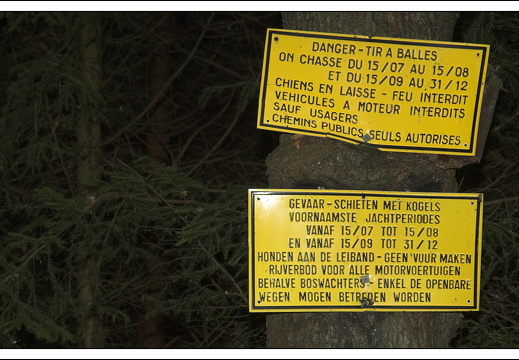 DANGER - TIR A BALLES
ON CHASSE DU 15/07 AU 15/08
ET DU 15/09 AU 31/12
CHIENS EN LAISSE - FEU INTERDIT
VEHICULES A MOTEUR INTERDITS
SAUF USAGERS
CHEMINS PUBLICS SEULS AUTORISES.
GEVAAR - SCHIETEN MET KOGELS
VOORNAAMSTE JACHTPERIODES
VANAF 15/07 TOT 15/08
EN VANAF 15/09 TOT 31/12
HONDEN AAN DE LEIBAND - GEEN VUUR MAKEN
RIJVERBOD VOOR ALLE MOTORVOERTUIGEN
BEHALVE BOSWACHTERS - ENKEL DE OPENBARE
WEGEN MOGEN BETREDEN WORDEN